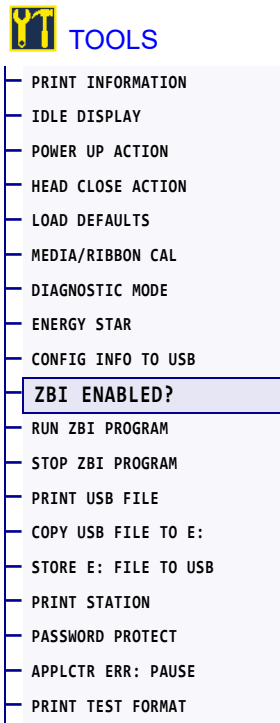 TOOLS
PRINT INFORMATION
IDLE DISPLAY
POWER UP ACTION
HEAD CLOSE ACTION
LOAD DEFAULTS
MEDIA/RIBBON CAL
DIAGNOSTIC MODE
ENERGY STAR
CONFIG INFO TO USB
ZBI ENABLED?
RUN ZBI PROGRAM
STOP ZBI PROGRAM
PRINT USB FILE
COPY USB FILE TO E:
STORE E: FILE TO USB
PRINT STATION
PASSWORD PROTECT
APPLCTR ERR: PAUSE
PRINT TEST FORMAT